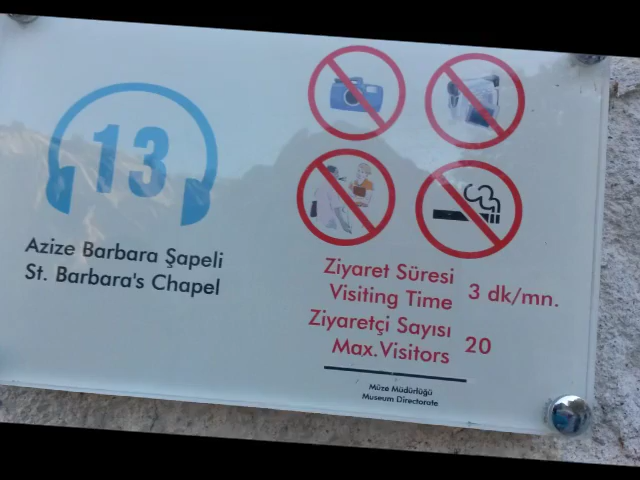 13
Azize Barbara Şapeli
St. Barbara's Chapel
Ziyaret Süresi
Visiting Time
3 dk/mn.
Ziyaretçi Sayısı
Max.Visitors
20
Müze Müdürlüğü
Museum Directorate